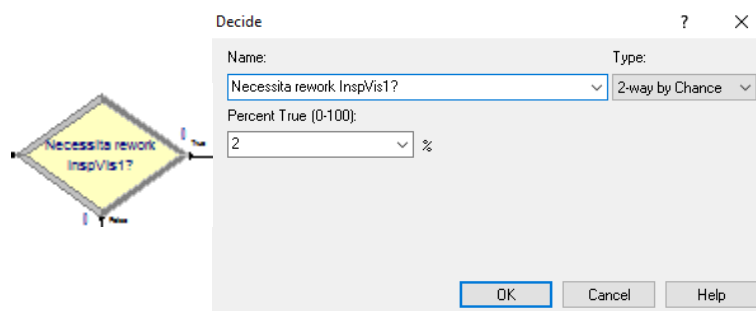 Decide
?
Name:
Type:
Necessita rework InspVis1?
2-way by Chance
Percent True (0-100):
2
%
Necessita rework
InspVis1?
True
False
OK
Cancel
Help